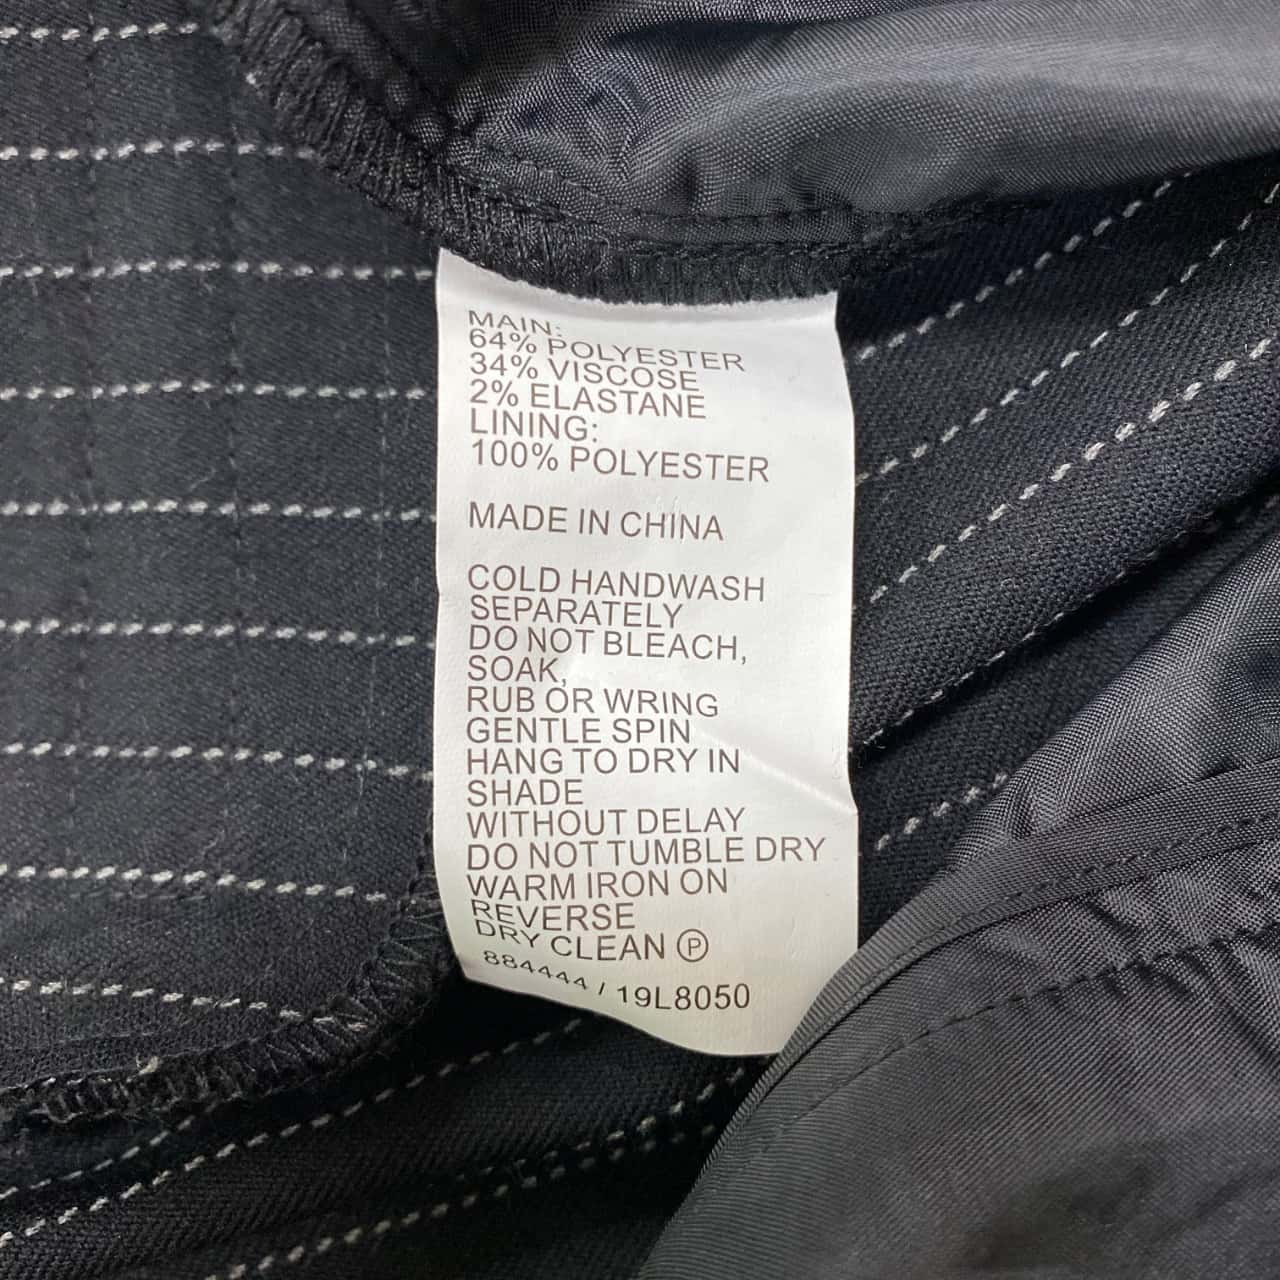 MAIN:
64% POLYESTER
34% VISCOSE
2% ELASTANE
LINING:
100% POLYESTER
MADE IN CHINA
COLD HANDWASH
SEPARATELY
DO NOT BLEACH,
SOAK,
RUB OR WRING
GENTLE SPIN
HANG TO DRY IN
SHADE
WITHOUT DELAY
DO NOT TUMBLE DRY
WARM IRON ON
REVERSE
DRY CLEAN Ⓟ
884444 / 19L8050